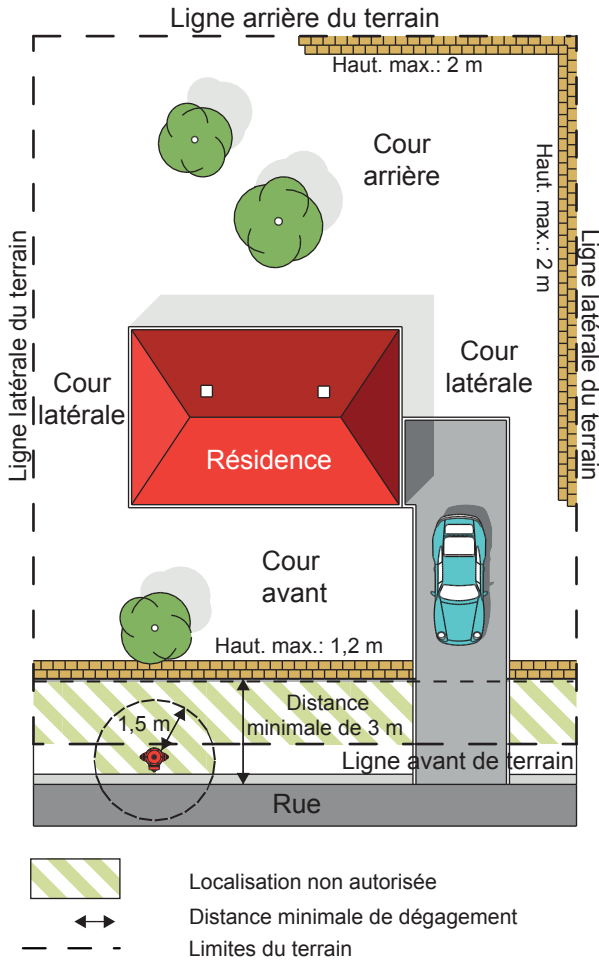 Ligne arrière du terrain
Haut. max.: 2 m
Cour
arrière
Haut. max.: 2 m
Ligne latérale du terrain
Ligne latérale du terrain
Cour
latérale
Cour
latérale
Résidence
Cour
avant
Haut. max.: 1,2 m
Distance
minimale de 3 m
1,5 m
Ligne avant de terrain
Rue
Localisation non autorisée
Distance minimale de dégagement
Limites du terrain